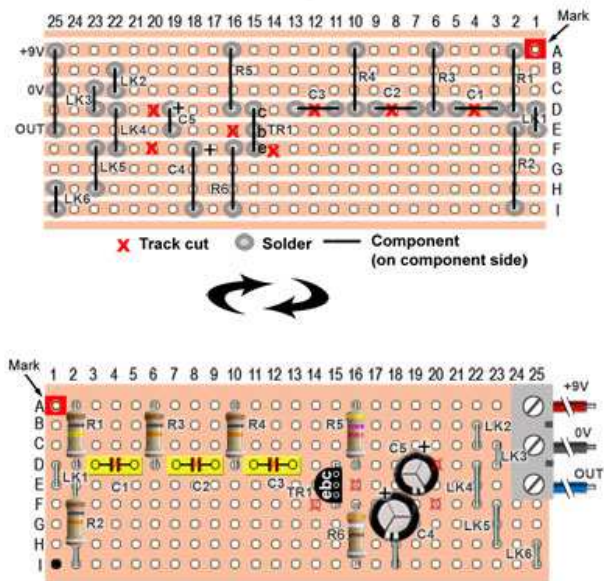 25 24 23 22 21 20 19 18 17 16 15 14 13 12 11 10 9 8 7 6 5 4 3 2 1
Mark
+9V
A
B
R5
R4
R3
R1
LK2
0V
C
LK3
C3
C2
C1
D
+
c
LK1
OUT
LK4
C5
b
TR1
E
+
e
F
LK5
C4
R2
G
R6
H
LK6
I
x Track cut
Solder
Component
(on component side)
Mark
1 2 3 4 5 6 7 8 9 10 11 12 13 14 15 16 17 18 19 20 21 22 23 24 25
+9V
A
R1
R3
R4
R5
LK2
B
0V
C
C5
+
LK3
D
OUT
LK1
C1
C2
C3
E
TR1
ebc
LK4
+
F
R2
LK5
G
R6
C4
H
LK6
I